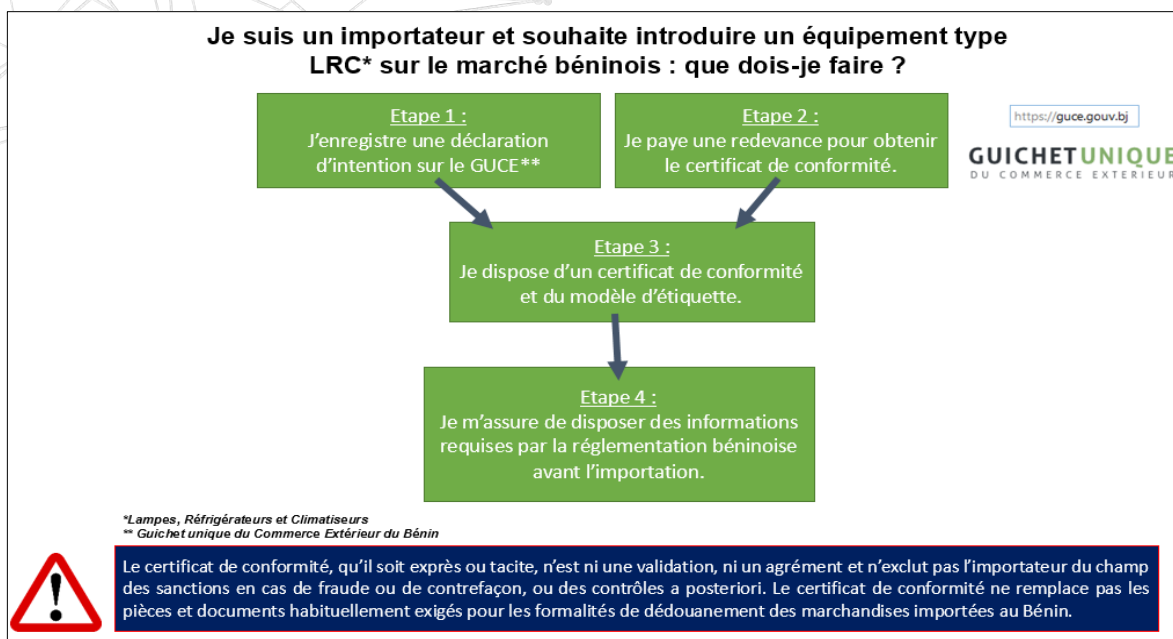 Je suis un importateur et souhaite introduire un équipement type
LRC* sur le marché béninois : que dois-je faire ?
Etape 1 :
J'enregistre une déclaration
d'intention sur le GUCE**
Etape 2 :
Je paye une redevance pour obtenir
le certificat de conformité.
https://guce.gouv.bj
GUICHETUNIQUE
DU COMMERCE EXTERIEUR
Etape 3 :
Je dispose d'un certificat de conformité
et du modèle d'étiquette.
Etape 4 :
Je m'assure de disposer des informations
requises par la réglementation béninoise
avant l'importation.
*Lampes, Réfrigérateurs et Climatiseurs
** Guichet unique du Commerce Extérieur du Bénin
Le certificat de conformité, qu'il soit exprès ou tacite, n'est ni une validation, ni un agrément et n'exclut pas l'importateur du champ
des sanctions en cas de fraude ou de contrefaçon, ou des contrôles a posteriori. Le certificat de conformité ne remplace pas les
pièces et documents habituellement exigés pour les formalités de dédouanement des marchandises importées au Bénin.